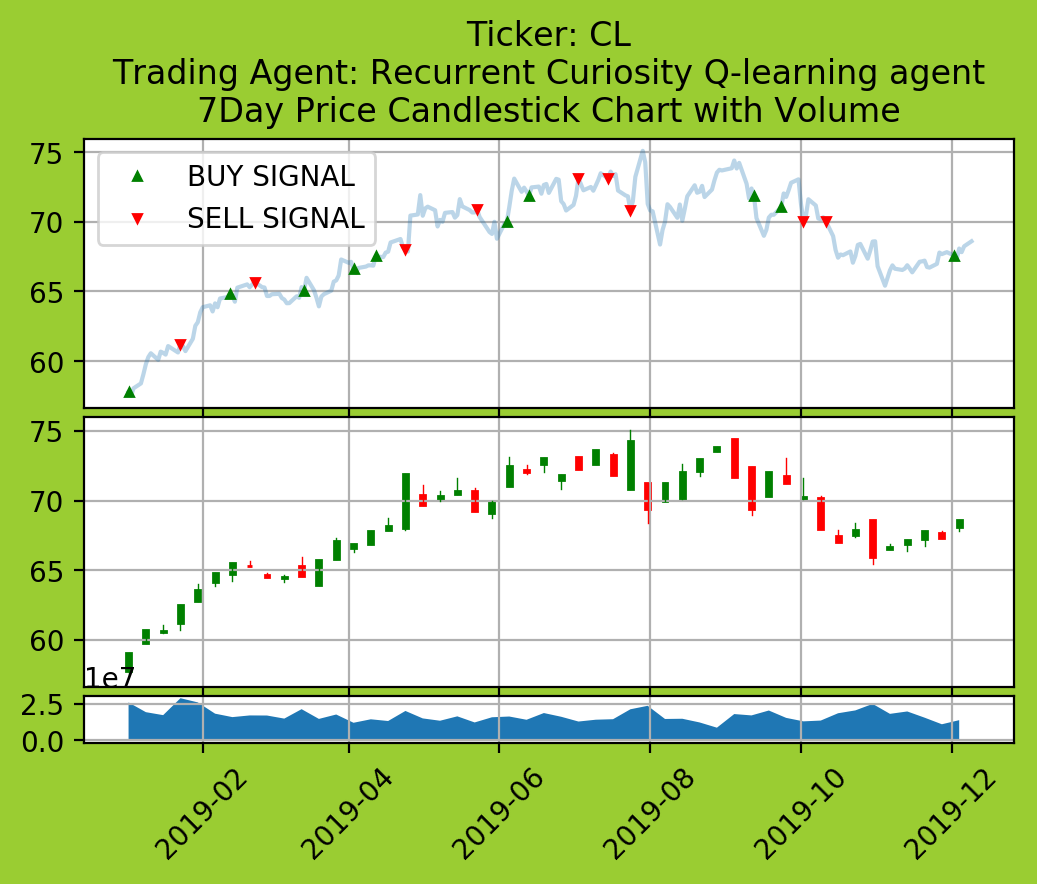 Ticker: CL
Trading Agent: Recurrent Curiosity Q-learning agent
7Day Price Candlestick Chart with Volume
75
70
65
60
BUY SIGNAL
SELL SIGNAL
75
70
65
60
1e7
2.5
0.0
2019-02
2019-04
2019-06
2019-08
2019-10
2019-12